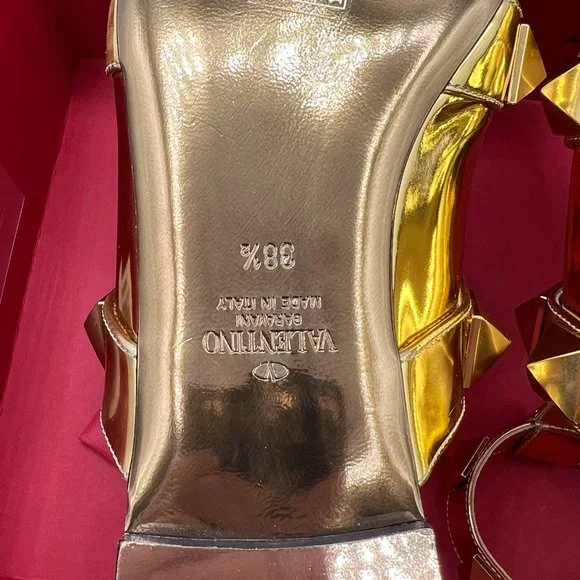 VALENTINO
GARAVANI
MADE IN ITALY
38½